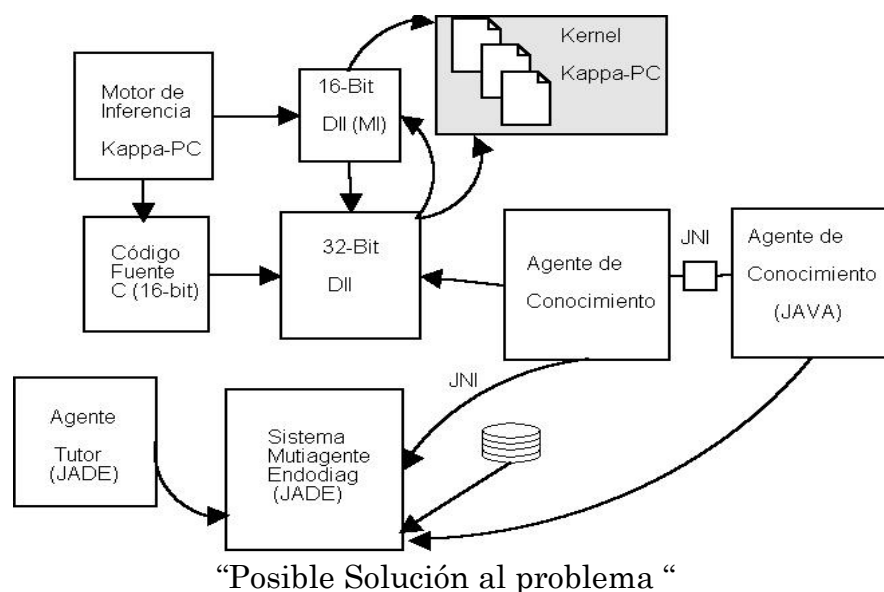 Motor de
Inferencia
Kappa-PC
16-Bit
Dll (MI)
Kernel
Kappa-PC
Código
Fuente
C (16-bit)
32-Bit
Dll
Agente de
Conocimiento
JNI
Agente de
Conocimiento
(JAVA)
JNI
Agente
Tutor
(JADE)
Sistema
Mutiagente
Endodiag
(JADE)
“Posible Solución al problema “